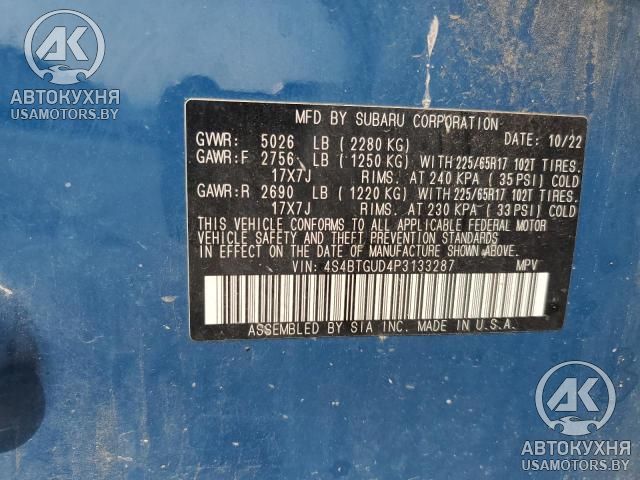 АК
АВТОКУХНЯ
USAMOTORS.BY
MFD BY SUBARU CORPORATION
GVWR: 5026 LB ( 2280 KG) DATE: 10/22
GAWR:F 2756 LB ( 1250 KG) WITH 225/65R17 102T TIRES,
17X7J RIMS. AT 240 KPA ( 35 PSI) COLD
GAWR:R 2690 LB ( 1220 KG) WITH 225/65R17 102T TIRES,
17X7J RIMS. AT 230 KPA ( 33 PSI) COLD
THIS VEHICLE CONFORMS TO ALL APPLICABLE FEDERAL MOTOR
VEHICLE SAFETY AND THEFT PREVENTION STANDARDS
IN EFFECT ON THE DATE OF MANUFACTURE SHOWN ABOVE.
VIN: 4S4BTGUD4P3133287 MPV
ASSEMBLED BY SIA INC. MADE IN U.S.A.
АК
АВТОКУХНЯ
USAMOTORS.BY